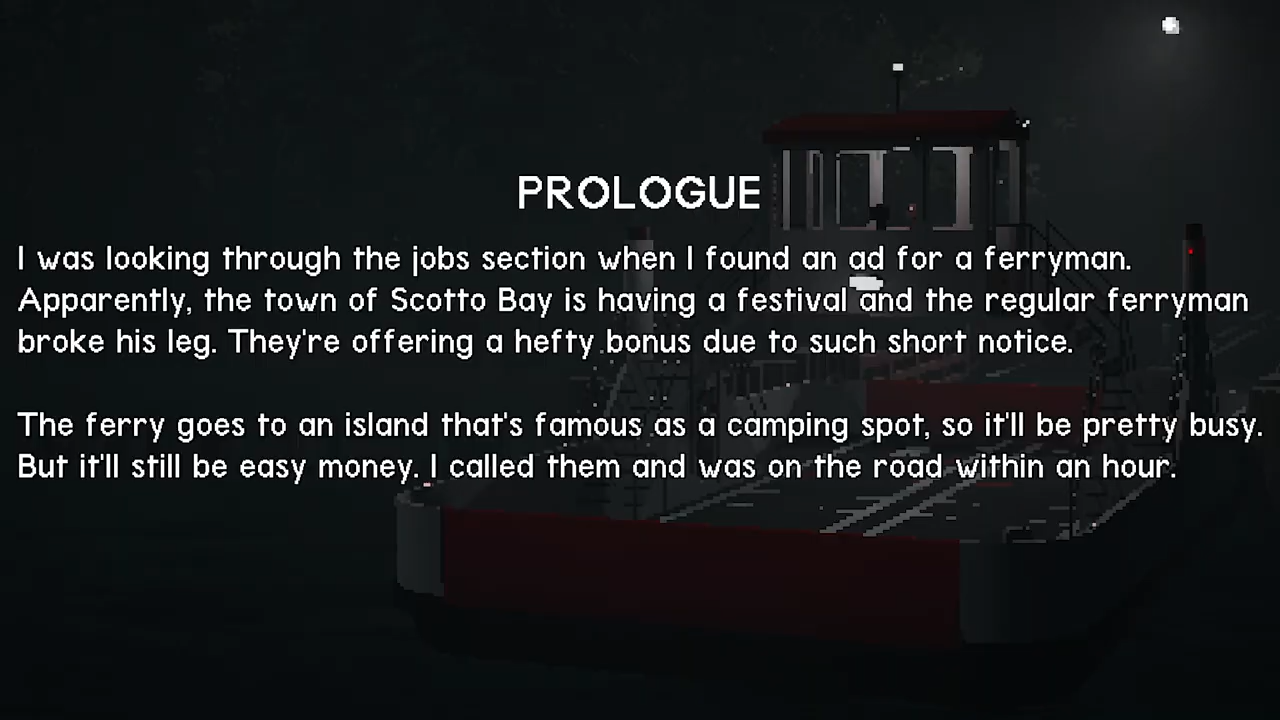 PROLOGUE
I was looking through the jobs section when I found an ad for a ferryman.
Apparently, the town of Scotto Bay is having a festival and the regular ferryman
broke his leg. They're offering a hefty bonus due to such short notice.
The ferry goes to an island that's famous as a camping spot, so it'll be pretty busy.
But it'll still be easy money. I called them and was on the road within an hour.